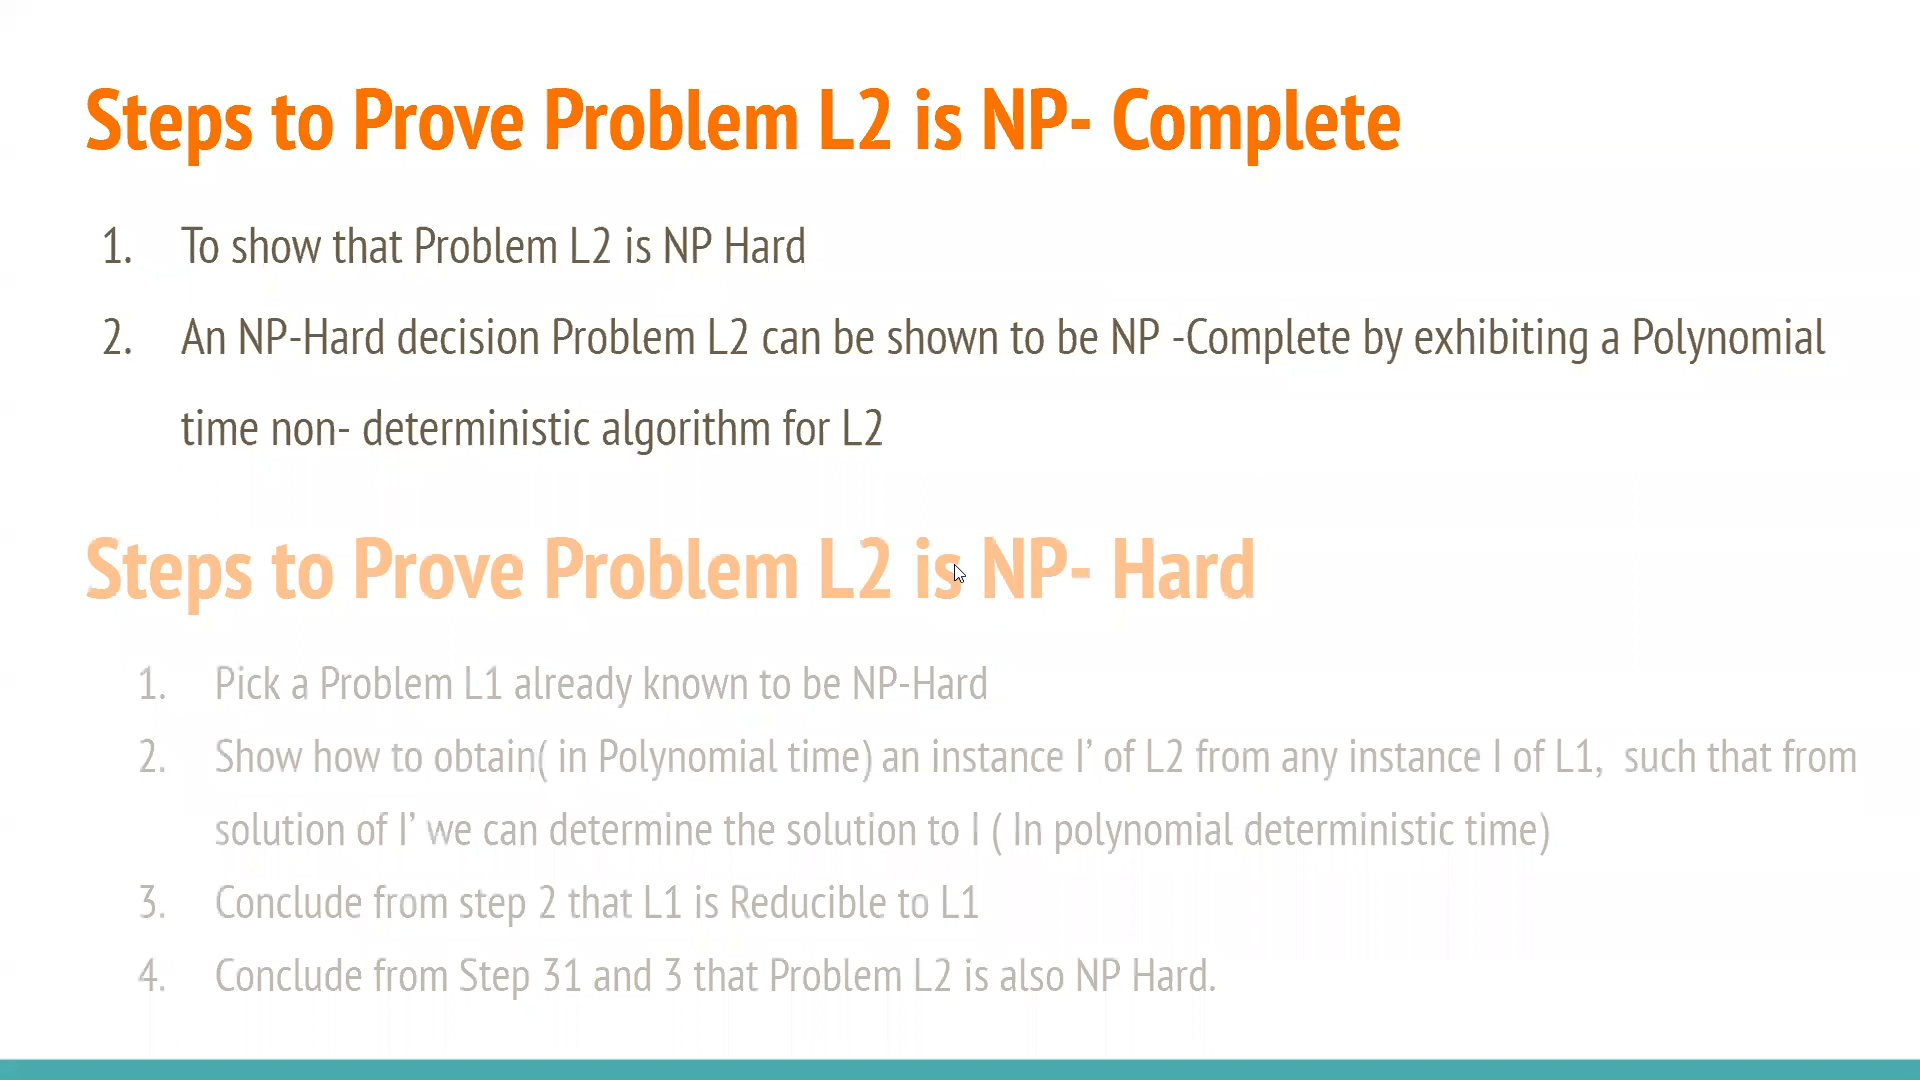 Steps to Prove Problem L2 is NP- Complete
1. To show that Problem L2 is NP Hard
2. An NP-Hard decision Problem L2 can be shown to be NP -Complete by exhibiting a Polynomial
time non- deterministic algorithm for L2
Steps to Prove Problem L2 is NP- Hard
1. Pick a Problem L1 already known to be NP-Hard
2. Show how to obtain( in Polynomial time) an instance I’ of L2 from any instance I of L1, such that from
solution of I’ we can determine the solution to I ( In polynomial deterministic time)
3. Conclude from step 2 that L1 is Reducible to L1
4. Conclude from Step 31 and 3 that Problem L2 is also NP Hard.